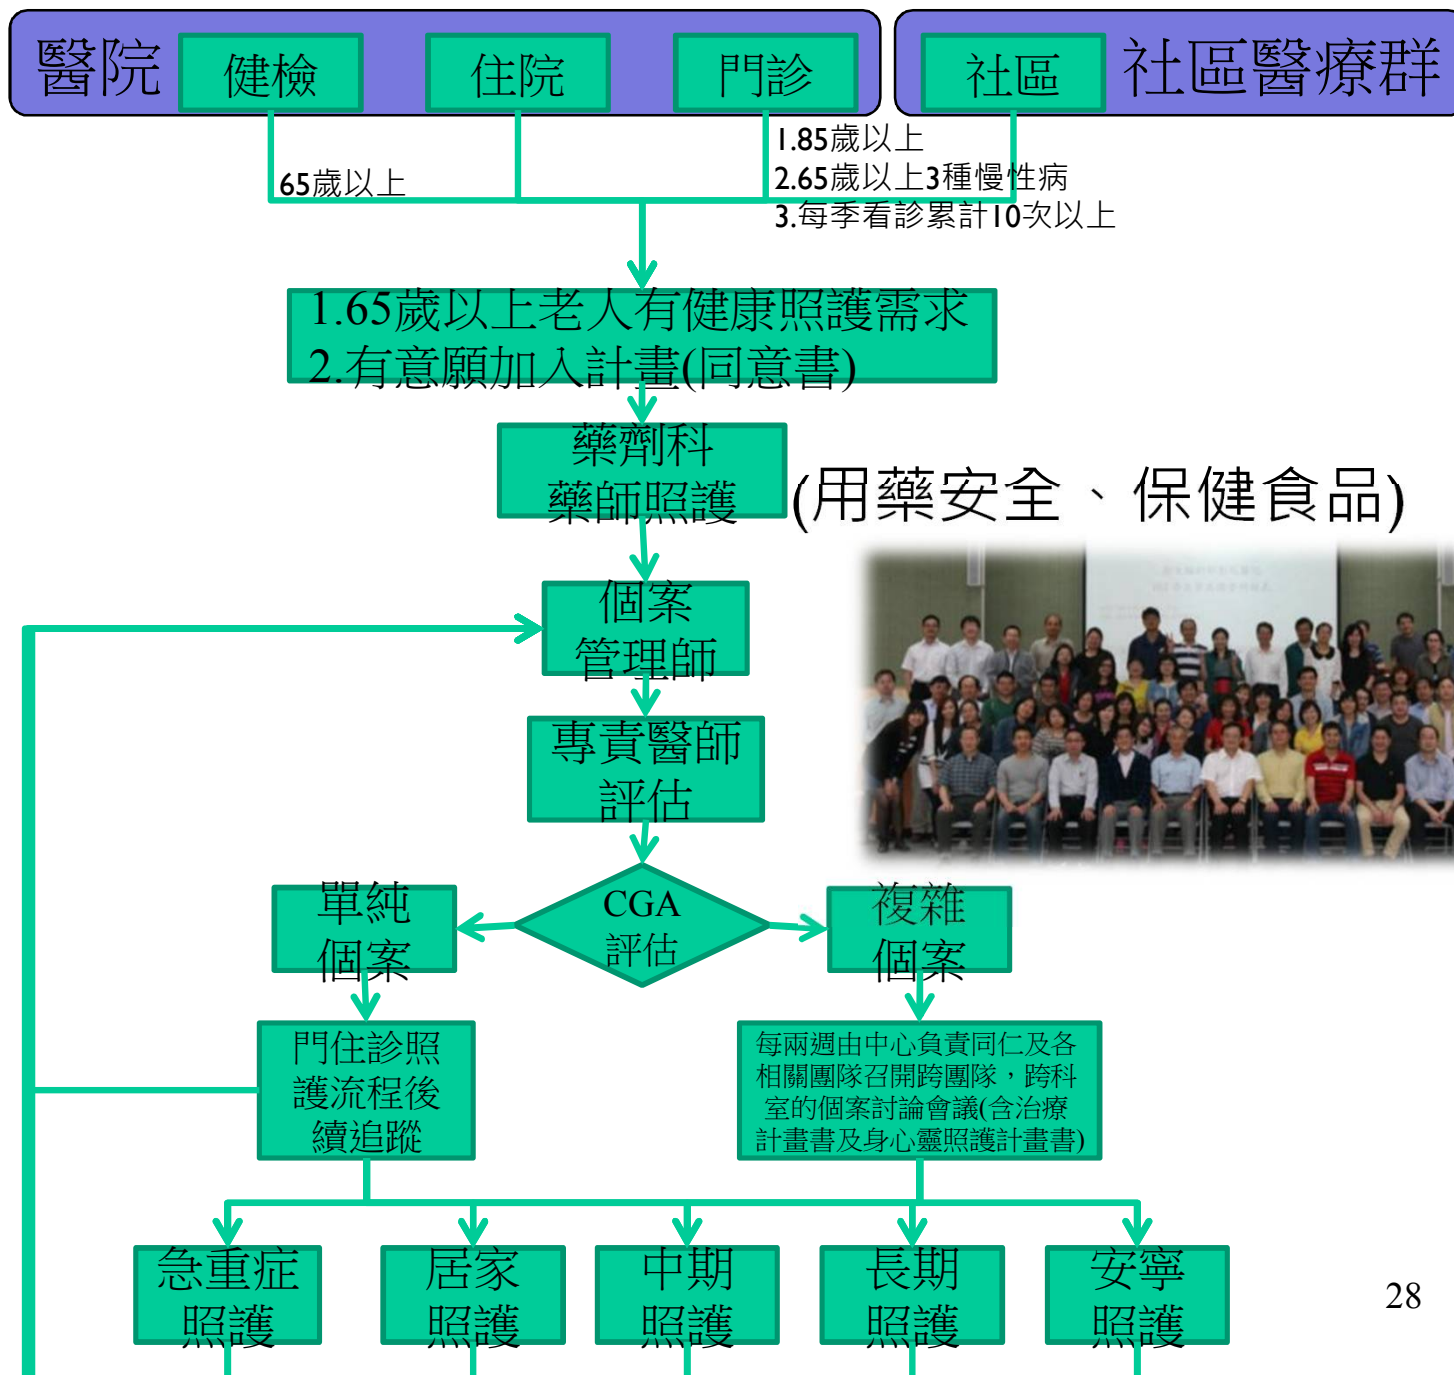 醫院
健檢
住院
門診
社區
社區醫療群
65歲以上
1.85歲以上
2.65歲以上3種慢性病
3.每季看診累計10次以上
1.65歲以上老人有健康照護需求
2.有意願加入計畫(同意書)
藥劑科
藥師照護
(用藥安全、保健食品)
個案
管理師
專責醫師
評估
CGA
評估
單純
個案
複雜
個案
門住診照
護流程後
續追蹤
每兩週由中心負責同仁及各
相關團隊召開跨團隊，跨科
室的個案討論會議(含治療
計畫書及身心靈照護計畫書)
急重症
照護
居家
照護
中期
照護
長期
照護
安寧
照護
28